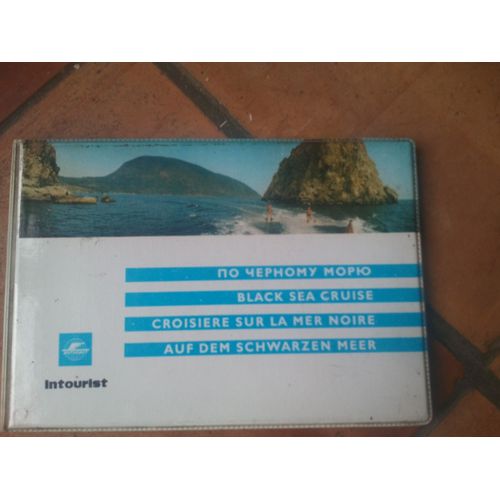 ПО ЧЕРНОМУ МОРЮ
BLACK SEA CRUISE
CROISIERE SUR LA MER NOIRE
AUF DEM SCHWARZEN MEER
Intourist